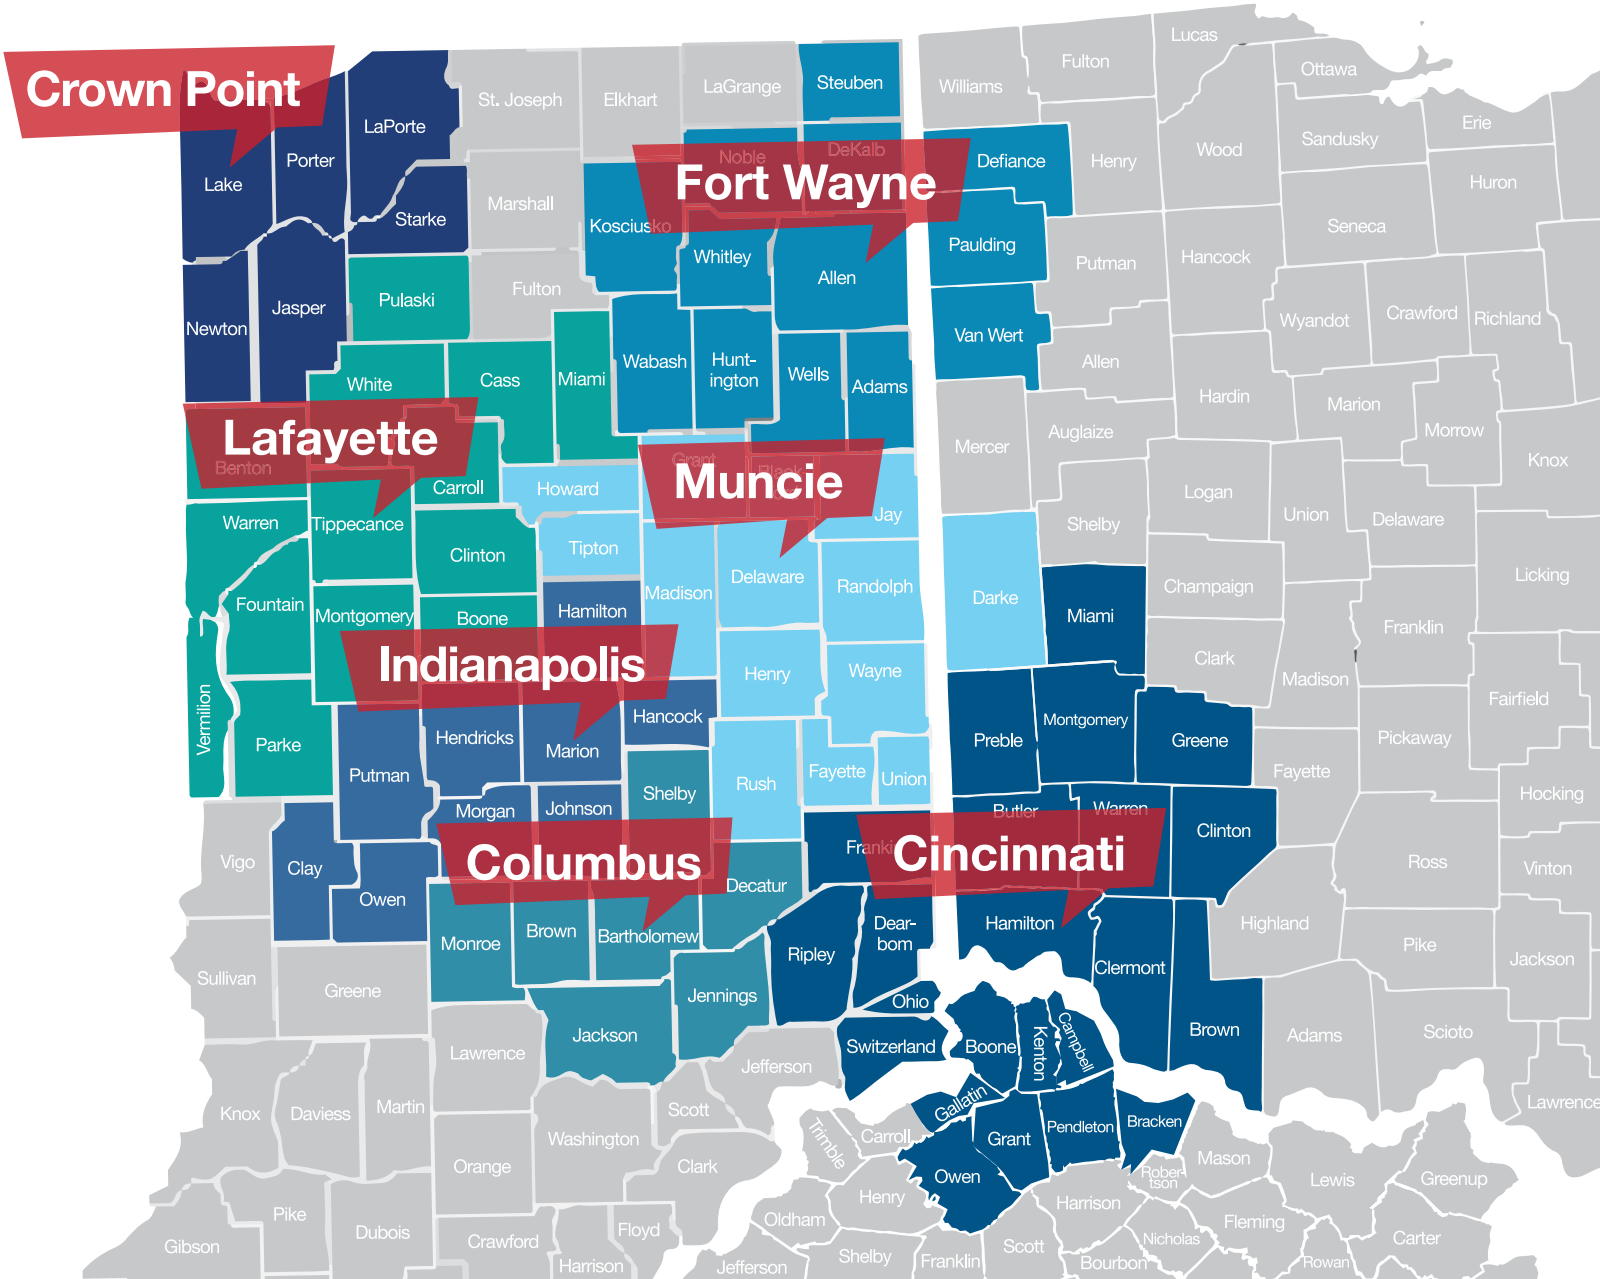 Crown Point
Fort Wayne
Lafayette
Muncie
Indianapolis
Columbus
Cincinnati
Lake
Porter
LaPorte
Starke
Newton
Jasper
St. Joseph
Elkhart
LaGrange
Steuben
Noble
DeKalb
Marshall
Kosciusko
Whitley
Allen
Pulaski
Fulton
White
Cass
Miami
Wabash
Hunt-
ington
Wells
Adams
Benton
Carroll
Howard
Grant
Black
Jay
Warren
Tippecance
Clinton
Tipton
Madison
Delaware
Randolph
Fountain
Montgomery
Boone
Hamilton
Henry
Wayne
Vermilion
Parke
Putman
Hendricks
Marion
Hancock
Shelby
Rush
Fayette
Union
Vigo
Clay
Owen
Morgan
Johnson
Decatur
Franklin
Monroe
Brown
Bartholomew
Ripley
Dear-
bom
Ohio
Sullivan
Greene
Jackson
Jennings
Switzerland
Lawrence
Jefferson
Knox
Daviess
Martin
Washington
Scott
Orange
Clark
Gibson
Pike
Dubois
Crawford
Harrison
Floyd
Williams
Fulton
Lucas
Ottawa
Defiance
Henry
Wood
Sandusky
Erie
Huron
Paulding
Putman
Hancock
Seneca
Van Wert
Allen
Wyandot
Crawford
Richland
Mercer
Auglaize
Hardin
Marion
Morrow
Knox
Shelby
Logan
Union
Delaware
Licking
Darke
Miami
Champaign
Clark
Franklin
Madison
Fairfield
Preble
Montgomery
Greene
Fayette
Pickaway
Hocking
Butler
Warren
Clinton
Ross
Vinton
Hamilton
Clermont
Brown
Highland
Pike
Jackson
Adams
Scioto
Lawrence
Boone
Kenton
Campbell
Gallatin
Grant
Pendleton
Bracken
Owen
Trimble
Carroll
Henry
Oldham
Shelby
Jefferson
Franklin
Scott
Harrison
Rober-
tson
Mason
Lewis
Greenup
Fleming
Nicholas
Bourbon
Rowan
Carter